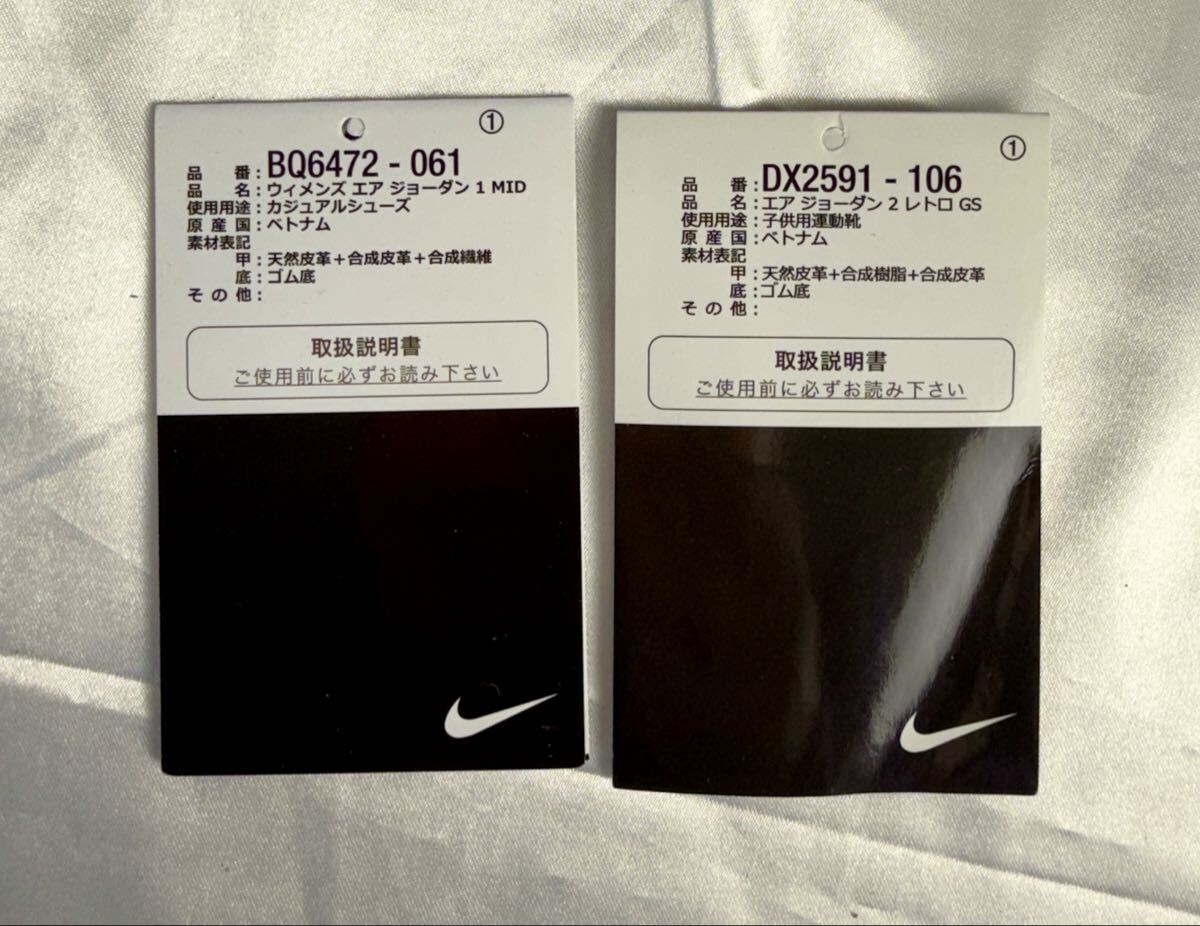 ①
品 番：BQ6472 - 061
品 名：ウィメンズ エア ジョーダン 1 MID
使用用途：カジュアルシューズ
原 産 国：ベトナム
素材表記
甲：天然皮革＋合成皮革＋合成繊維
底：ゴム底
そ の 他：
取扱説明書
ご使用前に必ずお読み下さい
①
品 番：DX2591 - 106
品 名：エア ジョーダン 2 レトロ GS
使用用途：子供用運動靴
原 産 国：ベトナム
素材表記
甲：天然皮革+合成樹脂+合成皮革
底：ゴム底
そ の 他：
取扱説明書
ご使用前に必ずお読み下さい